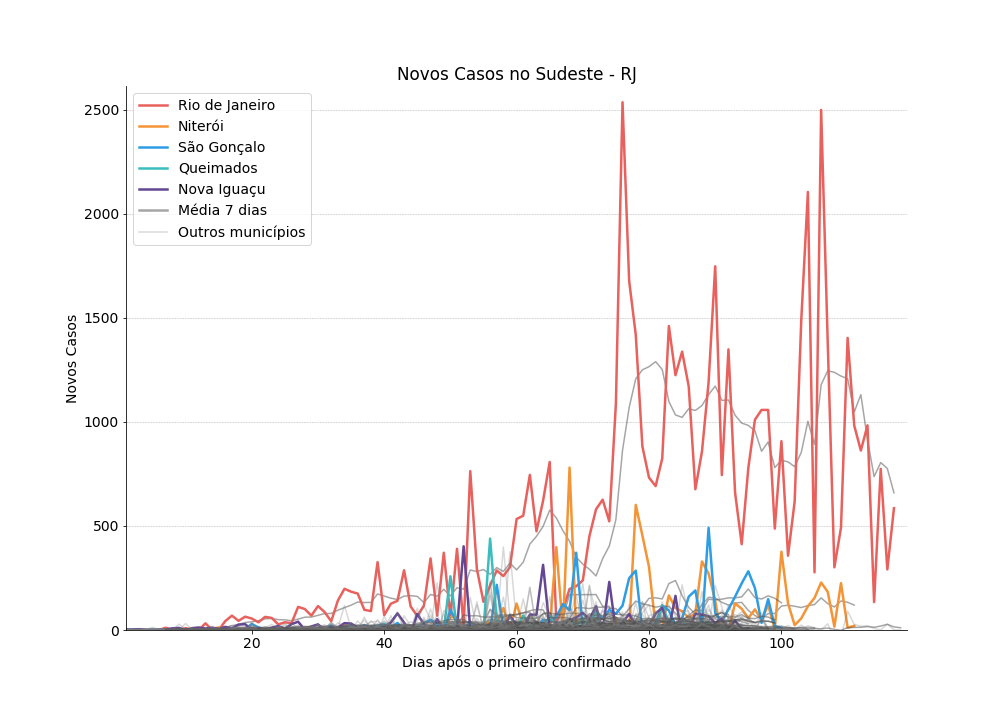 Novos Casos no Sudeste - RJ
Rio de Janeiro
Niterói
São Gonçalo
Queimados
Nova Iguaçu
Média 7 dias
Outros municípios
Novos Casos
2500
2000
1500
1000
500
0
20 40 60 80 100
Dias após o primeiro confirmado